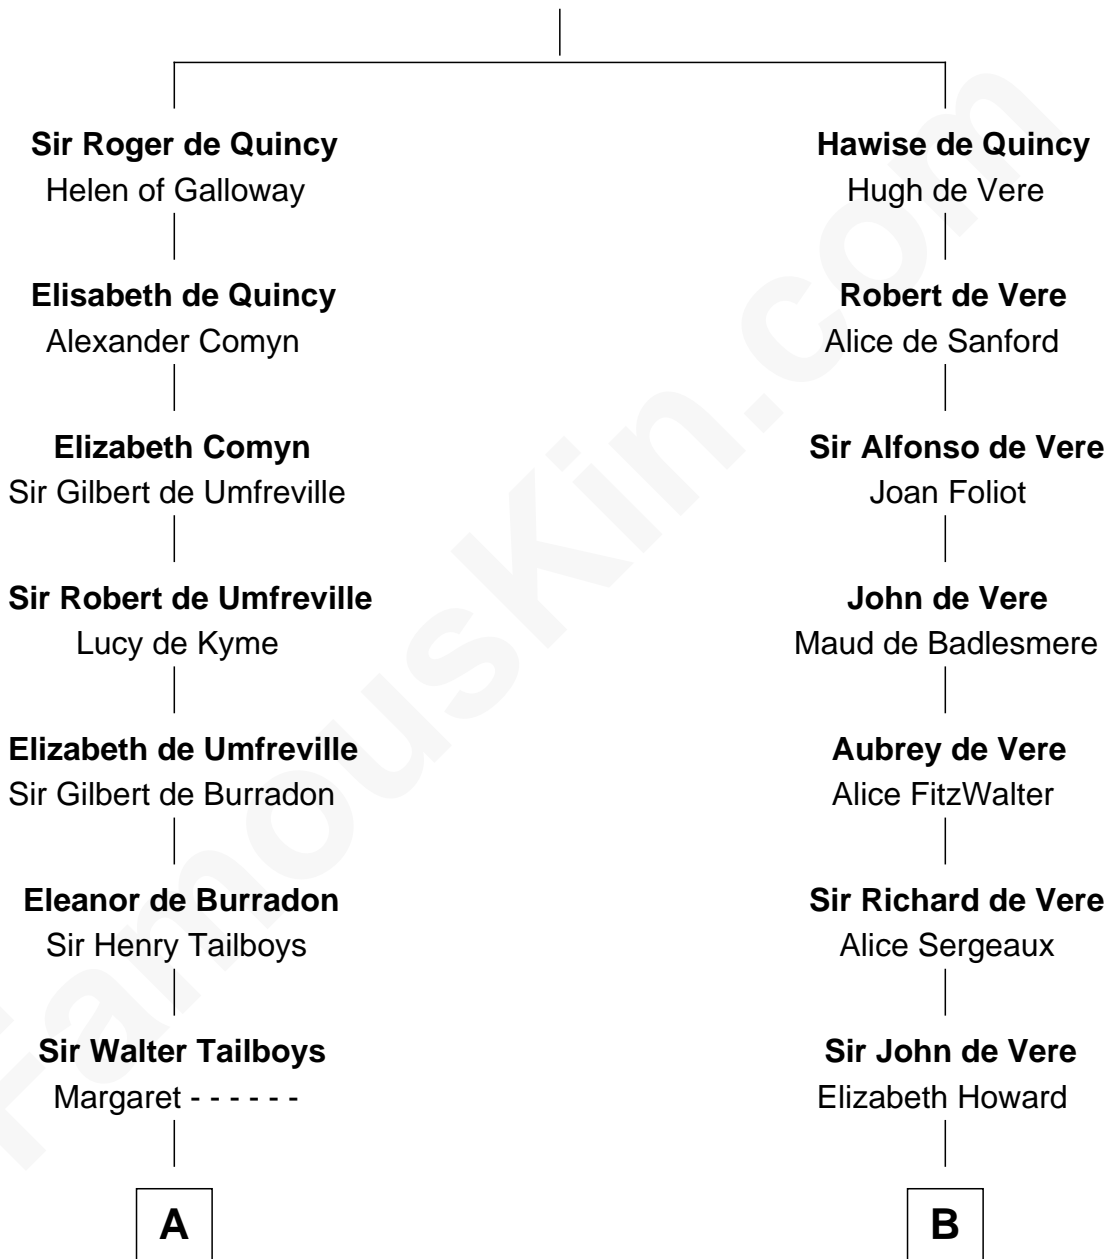 Sir Roger de Quincy
Helen of Galloway
Elisabeth de Quincy
Alexander Comyn
Elizabeth Comyn
Sir Gilbert de Umfreville
Sir Robert de Umfreville
Lucy de Kyme
Elizabeth de Umfreville
Sir Gilbert de Burradon
Eleanor de Burradon
Sir Henry Tailboys
Sir Walter Tailboys
Margaret - - - - - -
A
Hawise de Quincy
Hugh de Vere
Robert de Vere
Alice de Sanford
Sir Alfonso de Vere
Joan Foliot
John de Vere
Maud de Badlesmere
Aubrey de Vere
Alice FitzWalter
Sir Richard de Vere
Alice Sergeaux
Sir John de Vere
Elizabeth Howard
B
FamousKin.com